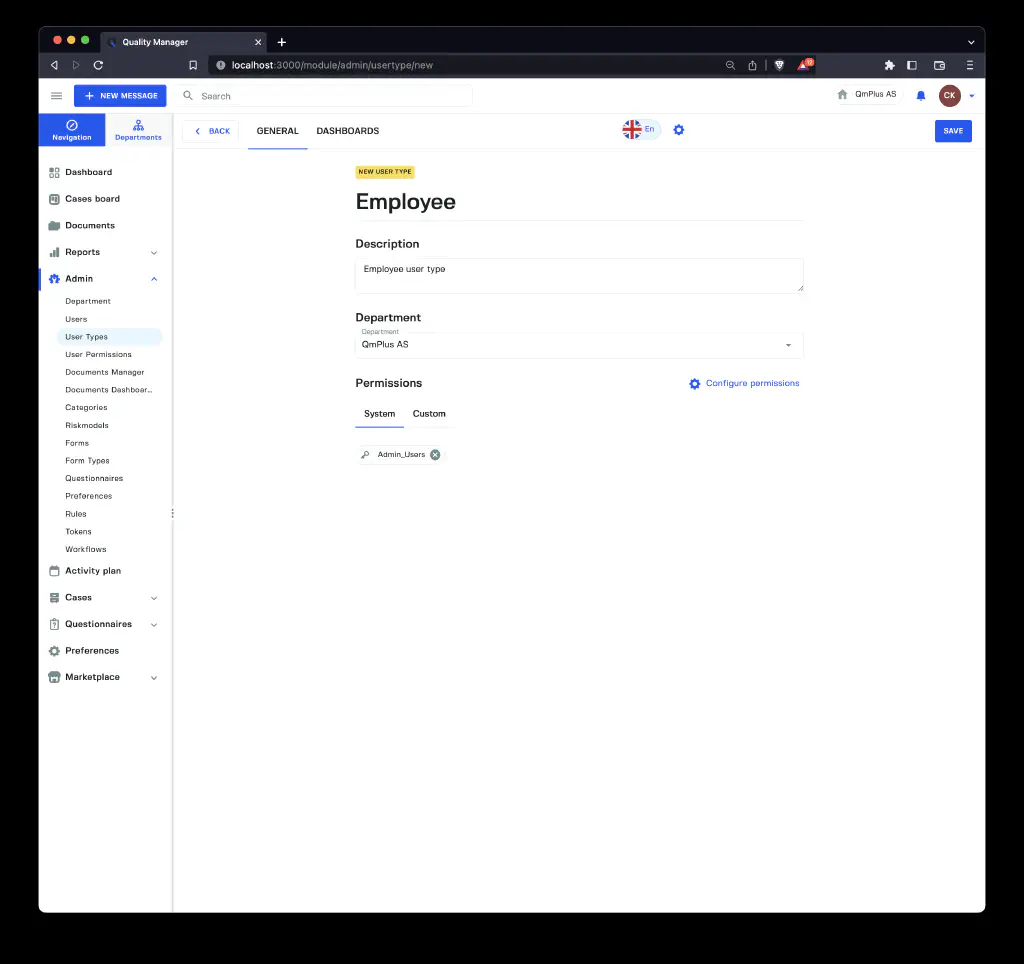 Quality Manager
localhost:3000/module/admin/usertype/new
NEW MESSAGE
Search
QmPlus AS
CK
Navigation
Departments
BACK
GENERAL
DASHBOARDS
En
SAVE
Dashboard
Cases board
Documents
Reports
Admin
Department
Users
User Types
User Permissions
Documents Manager
Documents Dashboar...
Categories
Riskmodels
Forms
Form Types
Questionnaires
Preferences
Rules
Tokens
Workflows
Activity plan
Cases
Questionnaires
Preferences
Marketplace
NEW USER TYPE
Employee
Description
Employee user type
Department
Department
QmPlus AS
Permissions
Configure permissions
System
Custom
Admin_Users